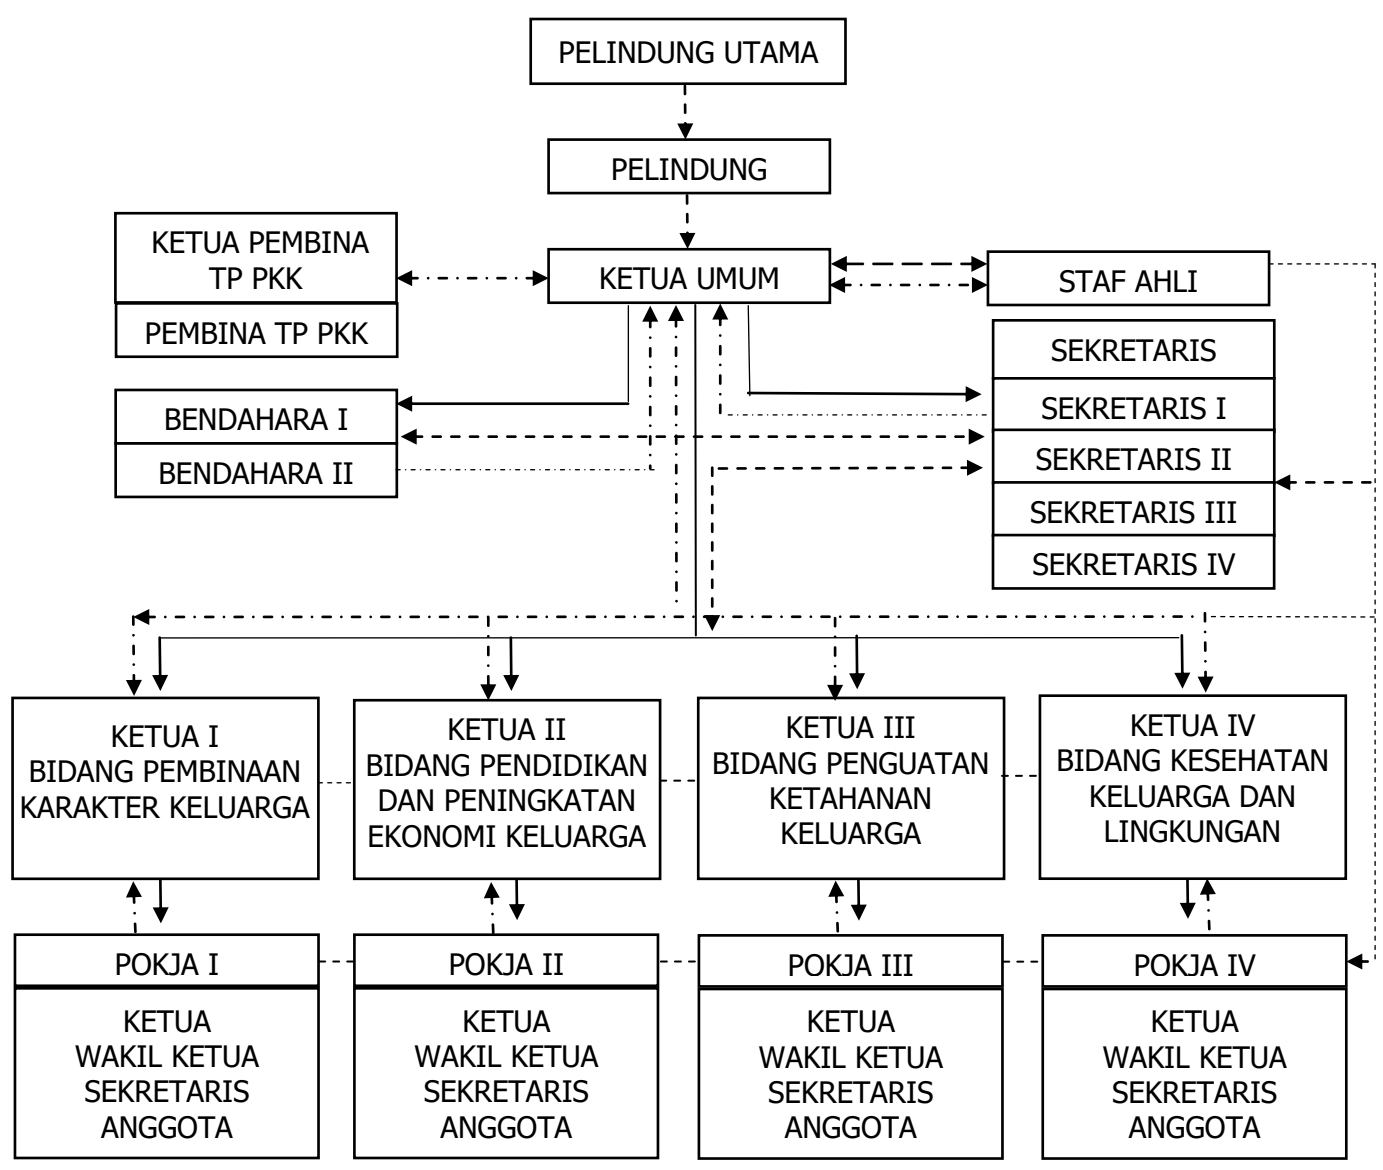 PELINDUNG UTAMA
PELINDUNG
KETUA PEMBINA
TP PKK
PEMBINA TP PKK
KETUA UMUM
STAF AHLI
SEKRETARIS
SEKRETARIS I
SEKRETARIS II
SEKRETARIS III
SEKRETARIS IV
BENDAHARA I
BENDAHARA II
KETUA I
BIDANG PEMBINAAN
KARAKTER KELUARGA
KETUA II
BIDANG PENDIDIKAN
DAN PENINGKATAN
EKONOMI KELUARGA
KETUA III
BIDANG PENGUATAN
KETAHANAN
KELUARGA
KETUA IV
BIDANG KESEHATAN
KELUARGA DAN
LINGKUNGAN
POKJA I
KETUA
WAKIL KETUA
SEKRETARIS
ANGGOTA
POKJA II
KETUA
WAKIL KETUA
SEKRETARIS
ANGGOTA
POKJA III
KETUA
WAKIL KETUA
SEKRETARIS
ANGGOTA
POKJA IV
KETUA
WAKIL KETUA
SEKRETARIS
ANGGOTA